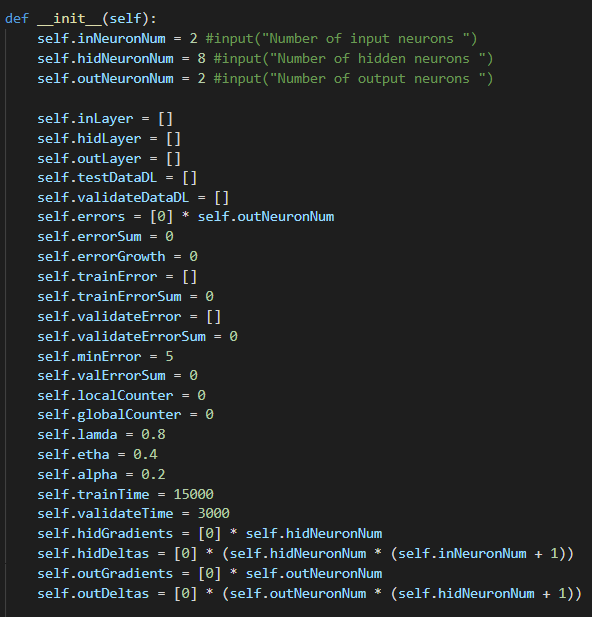 def __init__(self):
    self.inNeuronNum = 2 #input("Number of input neurons ")
    self.hidNeuronNum = 8 #input("Number of hidden neurons ")
    self.outNeuronNum = 2 #input("Number of output neurons ")

    self.inLayer = []
    self.hidLayer = []
    self.outLayer = []
    self.testDataDL = []
    self.validateDataDL = []
    self.errors = [0] * self.outNeuronNum
    self.errorSum = 0
    self.errorGrowth = 0
    self.trainError = []
    self.trainErrorSum = 0
    self.validateError = []
    self.validateErrorSum = 0
    self.minError = 5
    self.valErrorSum = 0
    self.localCounter = 0
    self.globalCounter = 0
    self.lamda = 0.8
    self.etha = 0.4
    self.alpha = 0.2
    self.trainTime = 15000
    self.validateTime = 3000
    self.hidGradients = [0] * self.hidNeuronNum
    self.hidDeltas = [0] * (self.hidNeuronNum * (self.inNeuronNum + 1))
    self.outGradients = [0] * self.outNeuronNum
    self.outDeltas = [0] * (self.outNeuronNum * (self.hidNeuronNum + 1))